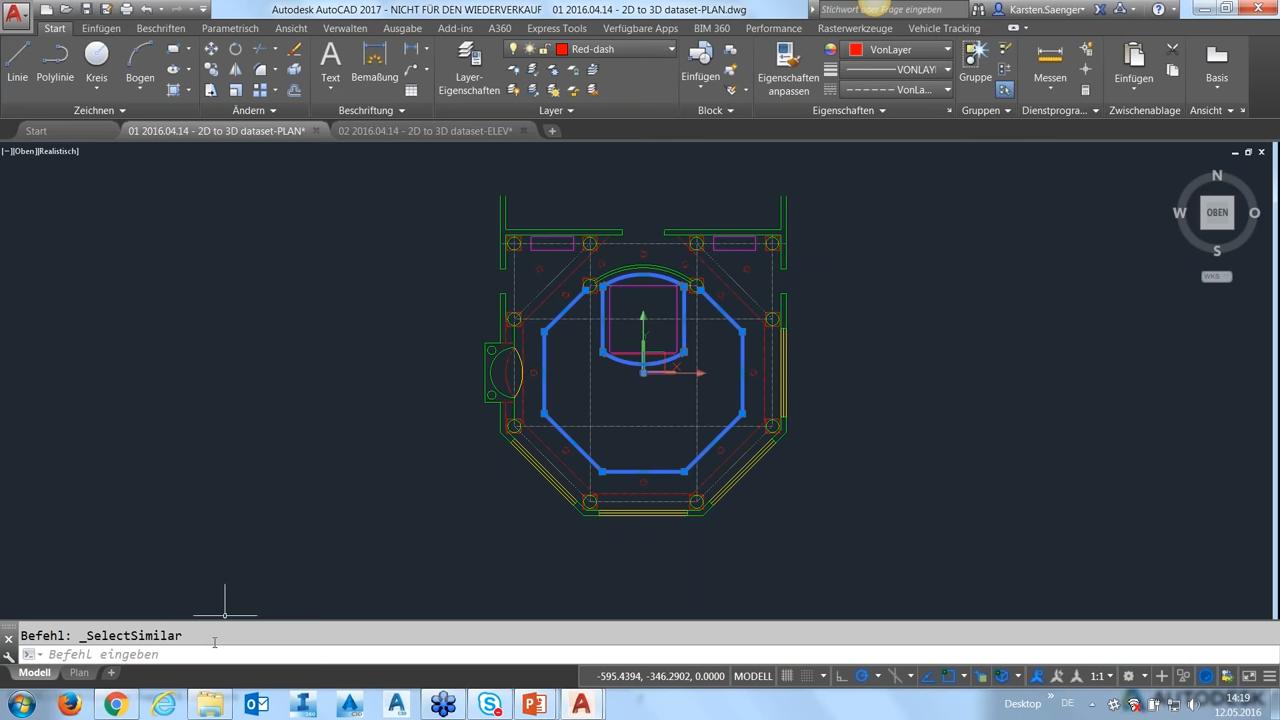 Autodesk AutoCAD 2017 - NICHT FÜR DEN WIEDERVERKAUF 01 2016.04.14 - 2D to 3D dataset-PLAN.dwg
Stichwort oder Frage eingeben
Karsten.Saenger
Start Einfügen Beschriften Parametrisch Ansicht Verwalten Ausgabe Add-ins A360 Express Tools Verfügbare Apps BIM 360 Performance Rasterwerkzeuge Vehicle Tracking
Red-dash
VonLayer
VONLAY
VonLa...
Linie Polylinie Kreis Bogen Text Bemaßung Layer-Eigenschaften Einfügen Eigenschaften anpassen Gruppe Messen Einfügen Basis
Zeichnen Ändern Beschriftung Layer Block Eigenschaften Gruppen Dienstprogra... Zwischenablage Ansicht
Start 01 2016.04.14 - 2D to 3D dataset-PLAN* 02 2016.04.14 - 2D to 3D dataset-ELEV*
[−][Oben][Realistisch]
N
W OBEN O
S
WKS
Y
X
Befehl: _SelectSimilar
Befehl eingeben
Modell Plan
-595.4394, -346.2902, 0.0000 MODELL 1:1
Desktop DE 14:19
12.05.2016